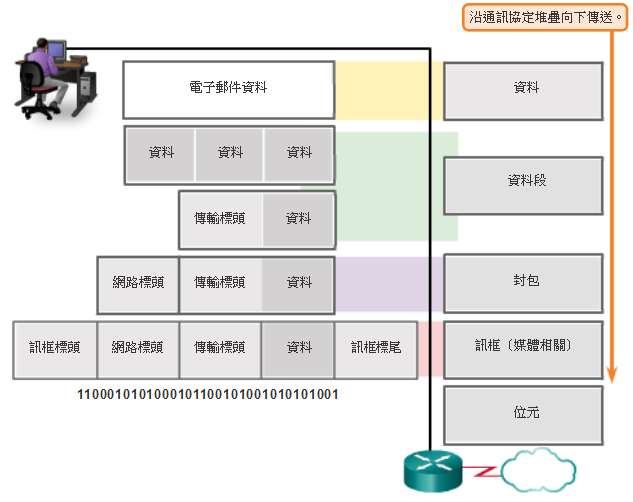 沿通訊協定堆疊向下傳送。
電子郵件資料
資料
資料 資料 資料
資料段
傳輸標頭 資料
網路標頭 傳輸標頭 資料
封包
訊框標頭 網路標頭 傳輸標頭 資料 訊框標尾
訊框（媒體相關）
1100010101000101100101001010101001
位元